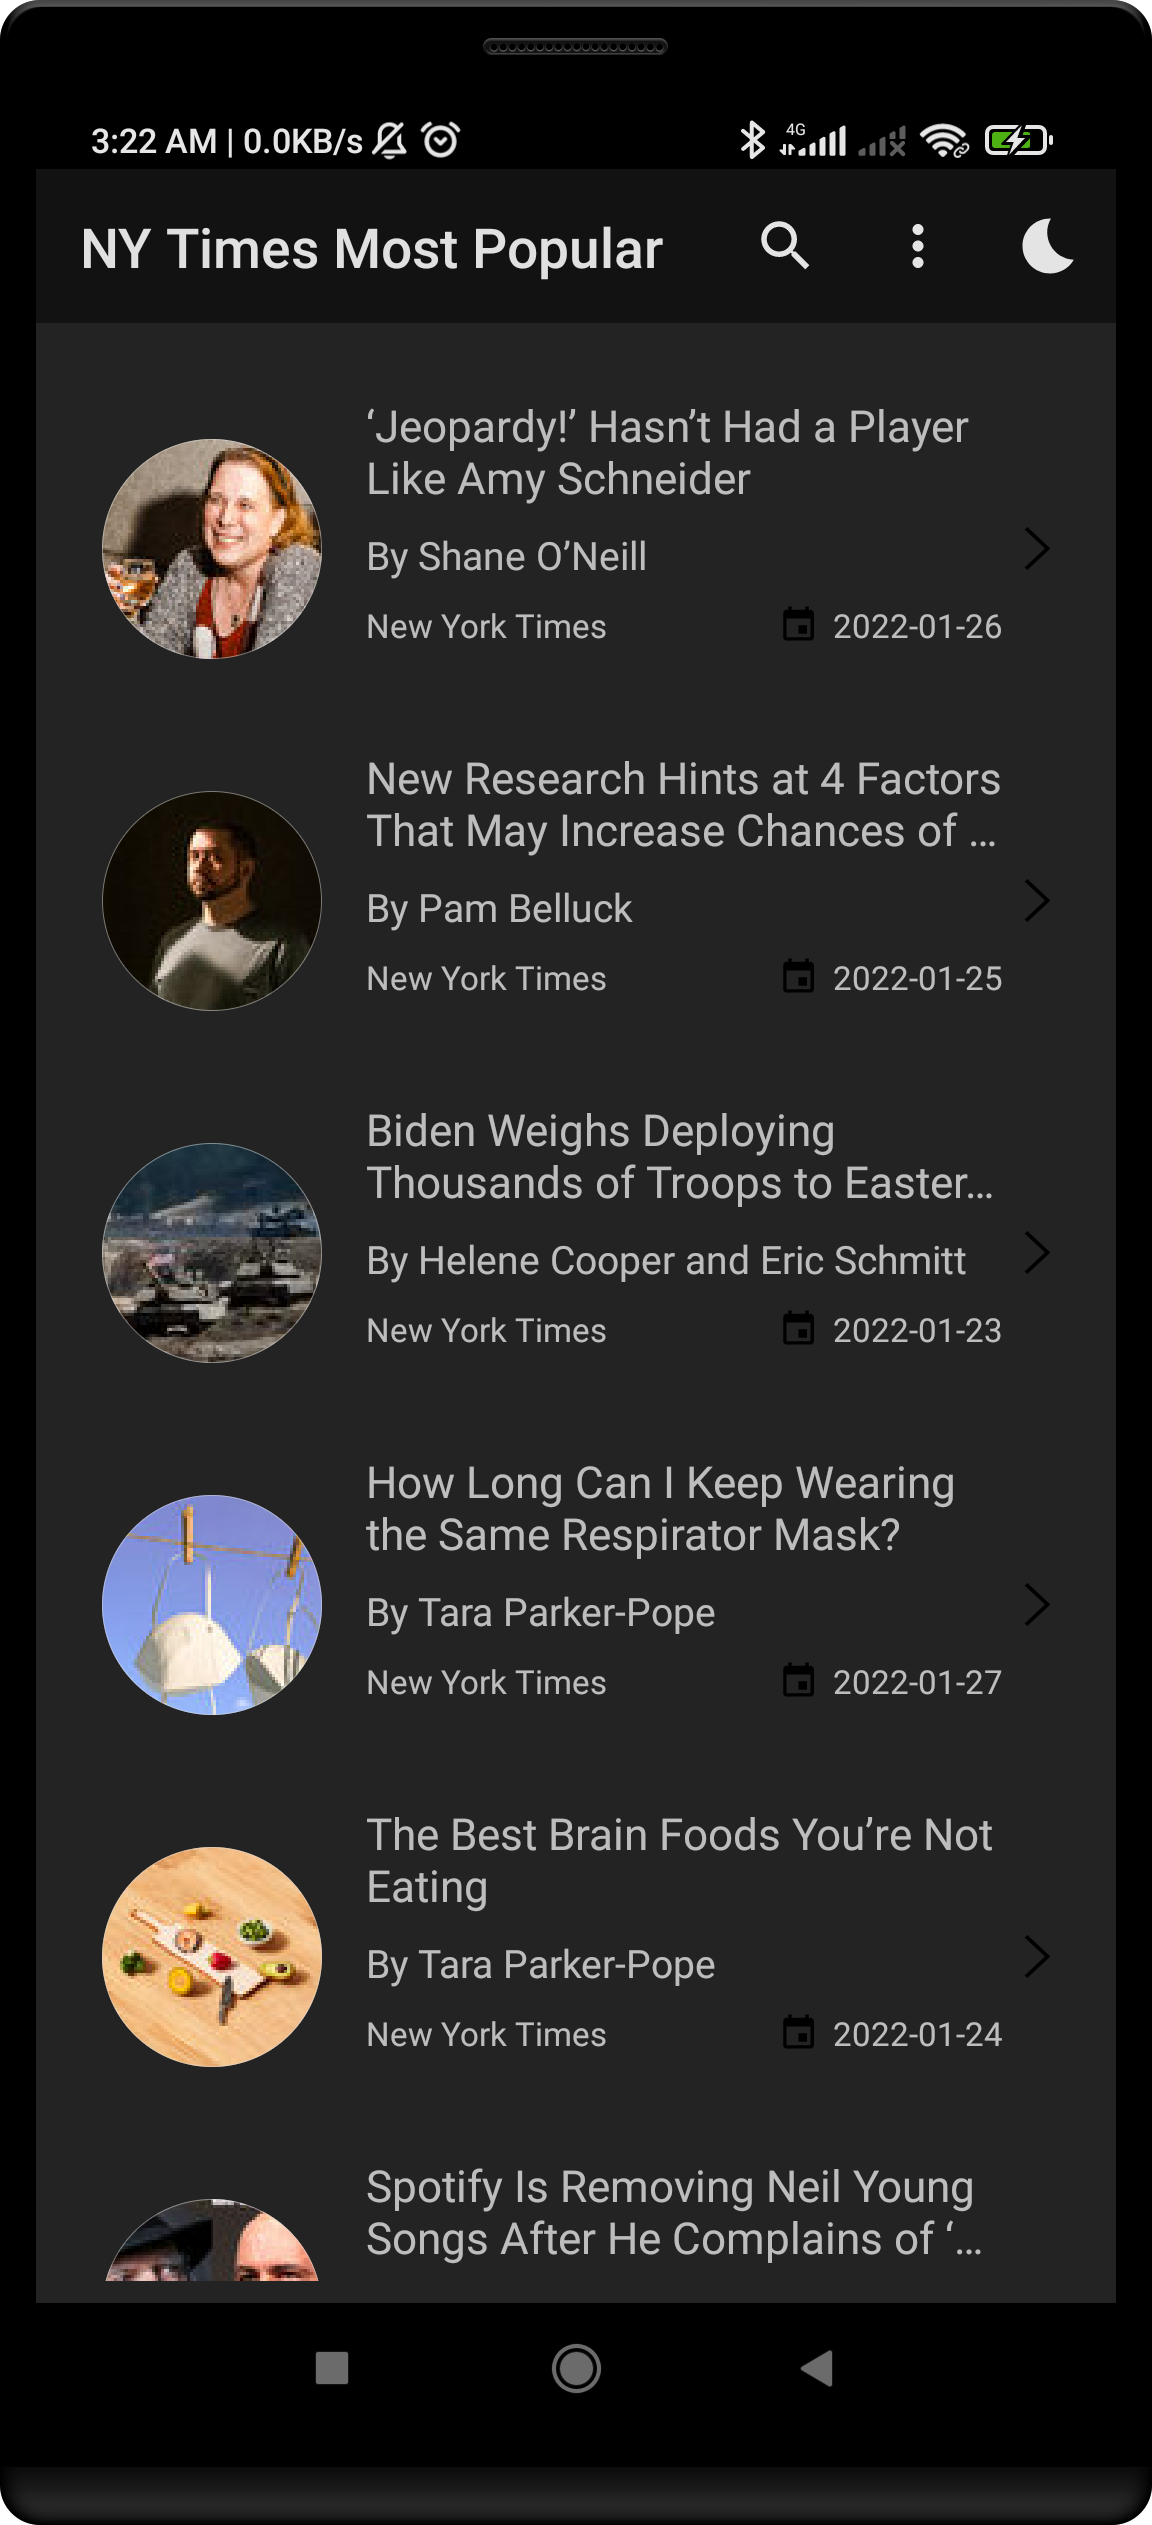 3:22 AM | 0.0KB/s
4G
NY Times Most Popular
‘Jeopardy!’ Hasn’t Had a Player
Like Amy Schneider
By Shane O’Neill
New York Times 2022-01-26
New Research Hints at 4 Factors
That May Increase Chances of ...
By Pam Belluck
New York Times 2022-01-25
Biden Weighs Deploying
Thousands of Troops to Easter...
By Helene Cooper and Eric Schmitt
New York Times 2022-01-23
How Long Can I Keep Wearing
the Same Respirator Mask?
By Tara Parker-Pope
New York Times 2022-01-27
The Best Brain Foods You’re Not
Eating
By Tara Parker-Pope
New York Times 2022-01-24
Spotify Is Removing Neil Young
Songs After He Complains of ‘...